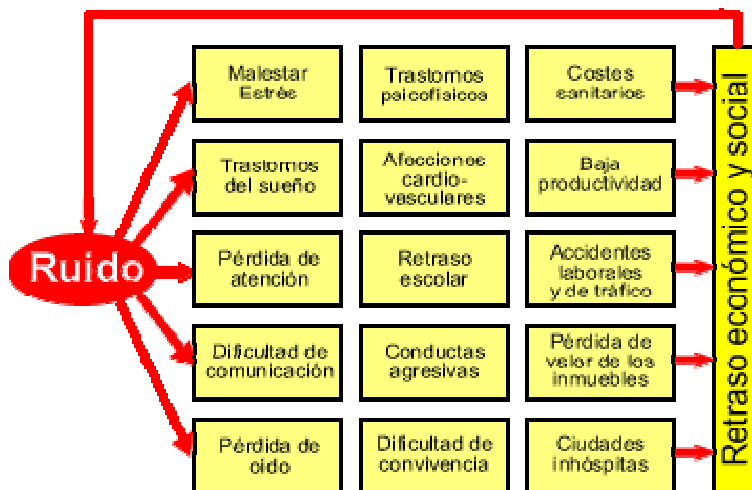 Malestar
Estrés
Trastornos
psicofísicos
Costes
sanitarios
Trastornos
del sueño
Afecciones
cardio-
vasculares
Baja
productividad
Ruido
Pérdida de
atención
Retraso
escolar
Accidentes
laborales
y de tráfico
Dificultad de
comunicación
Conductas
agresivas
Pérdida de
velor de los
inmuebles
Pérdida de
oído
Dificultad de
convivencia
Ciudades
inhóspitas
Retraso económico y social